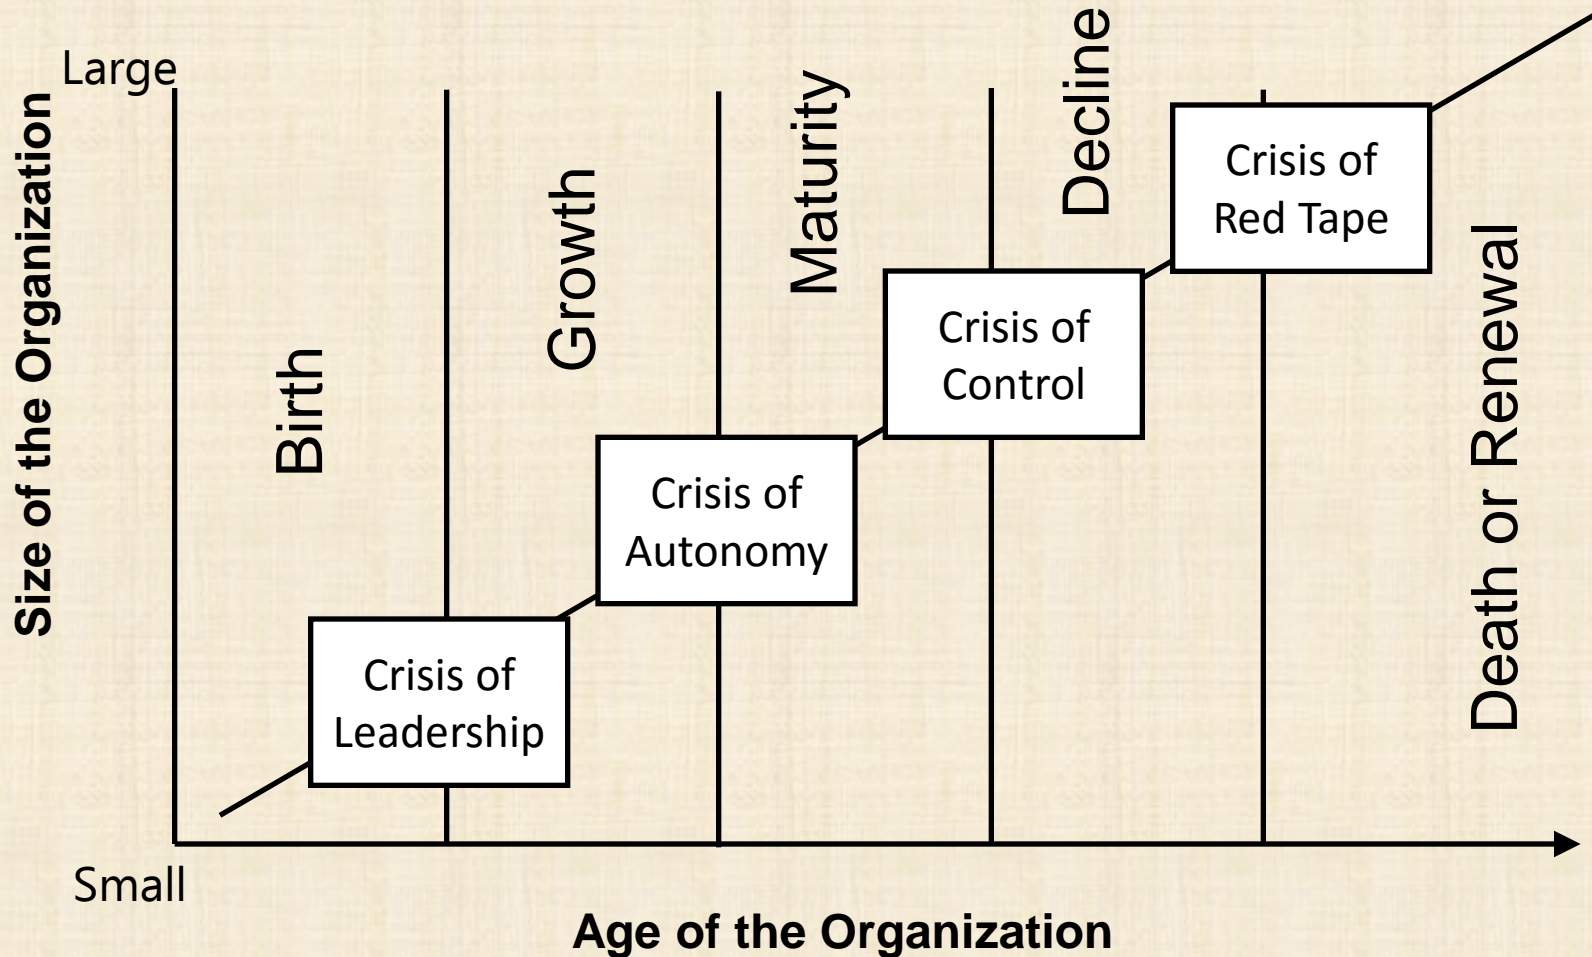 Large
Size of the Organization
Birth
Growth
Maturity
Decline
Death or Renewal
Crisis of
Leadership
Crisis of
Autonomy
Crisis of
Control
Crisis of
Red Tape
Small
Age of the Organization